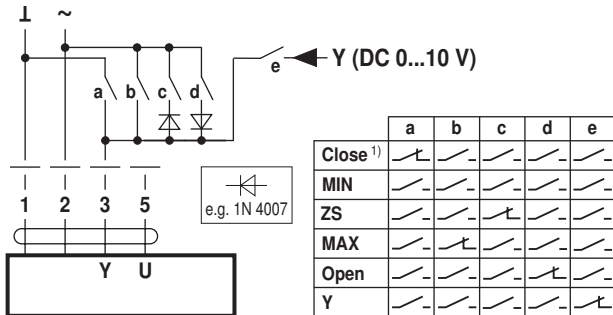 ⊥ ~
e Y (DC 0...10 V)
a b c d
e.g. 1N 4007
1 2 3 5
Y U
a b c d e
Close 1)
MIN
ZS
MAX
Open
Y